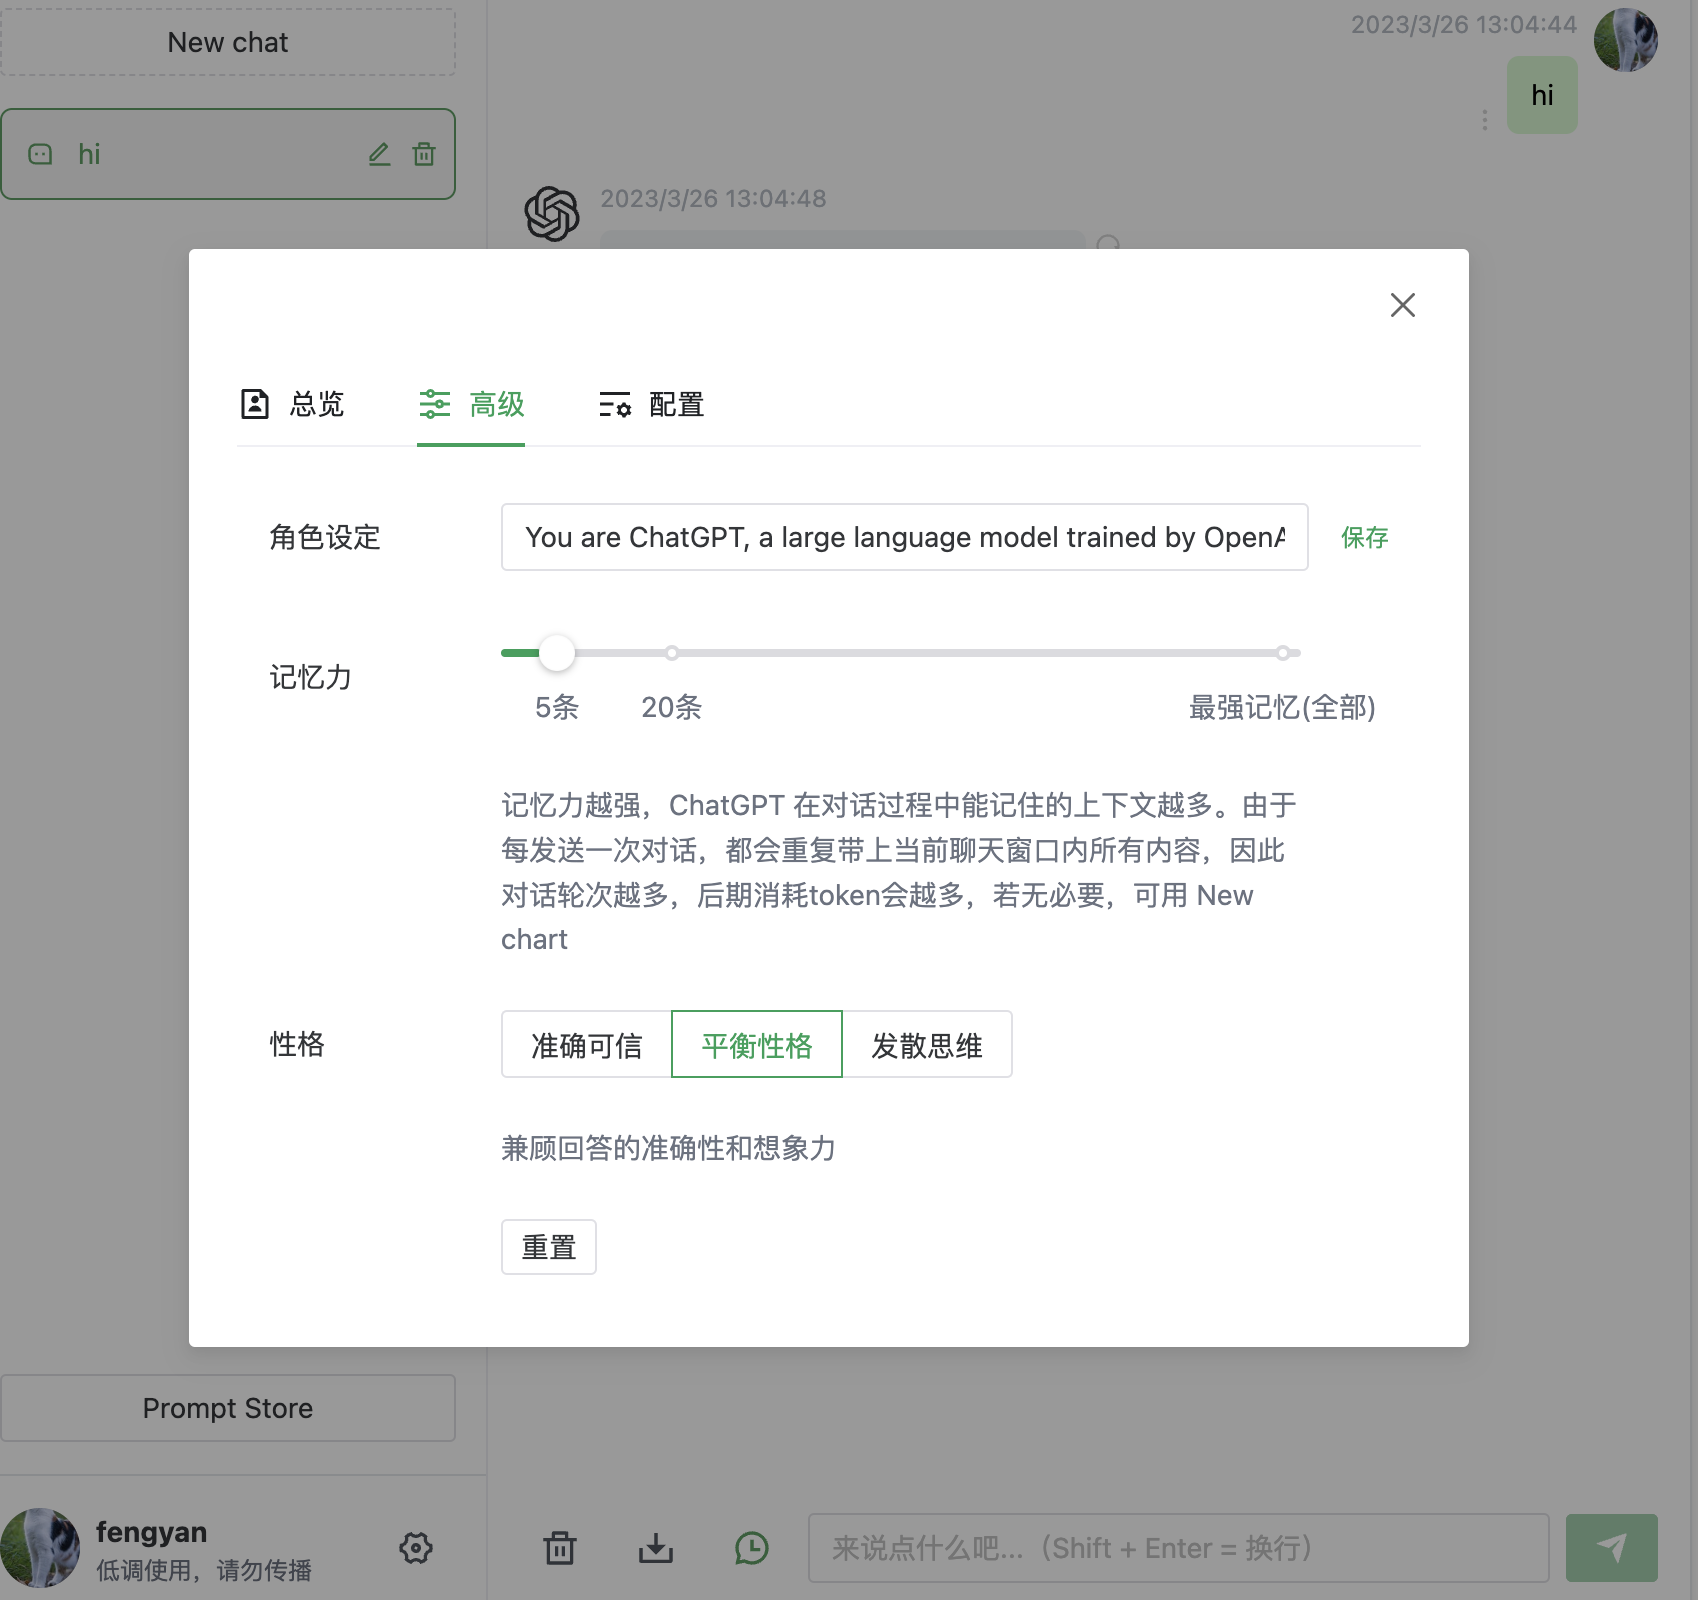 New chat
2023/3/26 13:04:44
hi
hi
2023/3/26 13:04:48
总览
高级
配置
角色设定
You are ChatGPT, a large language model trained by OpenA
保存
记忆力
5条
20条
最强记忆(全部)
记忆力越强，ChatGPT 在对话过程中能记住的上下文越多。由于
每发送一次对话，都会重复带上当前聊天窗口内所有内容，因此
对话轮次越多，后期消耗token会越多，若无必要，可用 New
chart
性格
准确可信
平衡性格
发散思维
兼顾回答的准确性和想象力
重置
Prompt Store
fengyan
低调使用，请勿传播
来说点什么吧...（Shift + Enter = 换行）